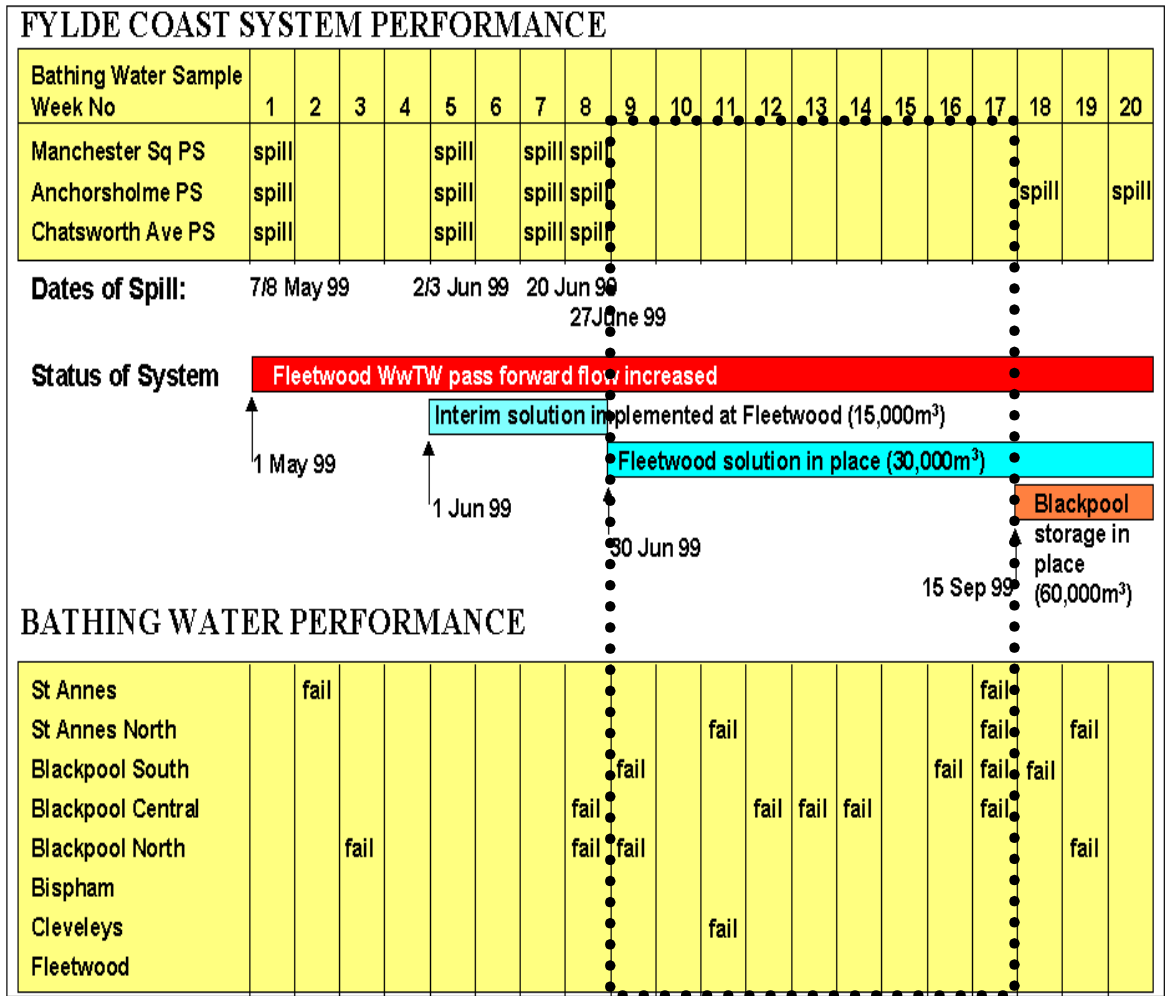 FYLDE COAST SYSTEM PERFORMANCE
Bathing Water Sample
Week No 1 2 3 4 5 6 7 8 9 10 11 12 13 14 15 16 17 18 19 20
Manchester Sq PS spill spill spill spill
Anchorsholme PS spill spill spill spill spill spill
Chatsworth Ave PS spill spill spill spill
Dates of Spill: 7/8 May 99 2/3 Jun 99 20 Jun 99
27June 99
Status of System Fleetwood WwTW pass forward flow increased
Interim solution implemented at Fleetwood (15,000m³)
1 May 99 Fleetwood solution in place (30,000m³)
1 Jun 99 Blackpool
30 Jun 99 storage in
place
15 Sep 99 (60,000m³)
BATHING WATER PERFORMANCE
St Annes fail fail
St Annes North fail fail fail
Blackpool South fail fail fail fail
Blackpool Central fail fail fail fail fail
Blackpool North fail fail fail fail
Bispham
Cleveleys fail
Fleetwood